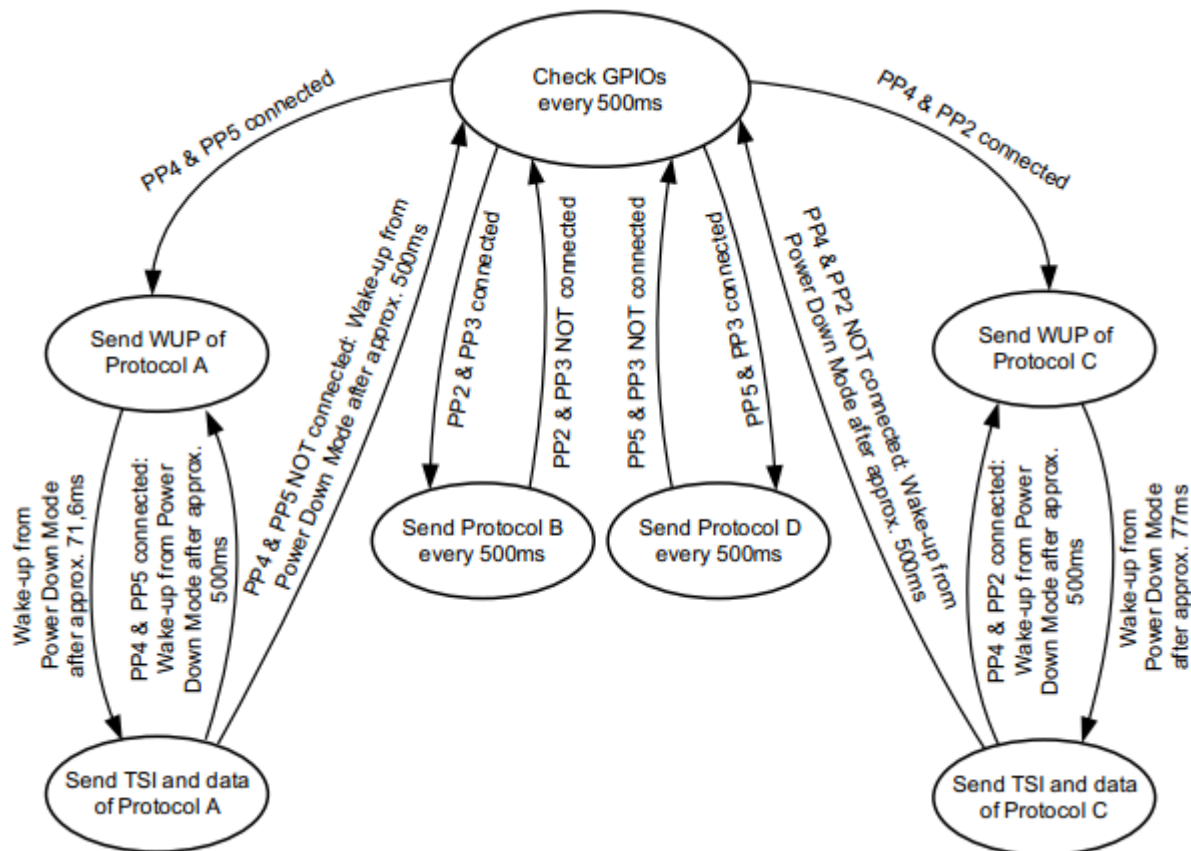 Check GPIOs
every 500ms
PP4 & PP5 connected
PP4 & PP2 connected
PP4 & PP5 NOT connected: Wake-up from
Power Down Mode after approx. 500ms
PP2 & PP3 connected
PP2 & PP3 NOT connected
PP5 & PP3 NOT connected
PP5 & PP3 connected
PP4 & PP2 NOT connected: Wake-up from
Power Down Mode after approx. 500ms
Send WUP of
Protocol A
Send WUP of
Protocol C
Send Protocol B
every 500ms
Send Protocol D
every 500ms
Wake-up from
Power Down Mode
after approx. 71,6ms
PP4 & PP5 connected:
Wake-up from Power
Down Mode after approx.
500ms
PP4 & PP2 connected:
Wake-up from Power
Down Mode after approx.
500ms
Wake-up from
Power Down Mode
after approx. 77ms
Send TSI and data
of Protocol A
Send TSI and data
of Protocol C